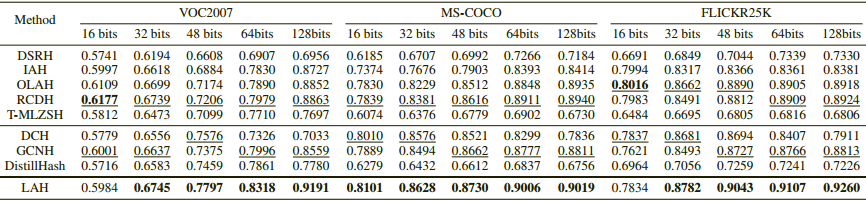 Method VOC2007 MS-COCO FLICKR25K
16 bits 32 bits 48 bits 64bits 128bits 16 bits 32 bits 48 bits 64bits 128bits 16 bits 32 bits 48 bits 64bits 128bits
DSRH 0.5741 0.6194 0.6608 0.6907 0.6956 0.6185 0.6707 0.6992 0.7266 0.7184 0.6691 0.6849 0.7044 0.7339 0.7330
IAH 0.5997 0.6618 0.6884 0.7830 0.8727 0.7374 0.7676 0.7903 0.8393 0.8414 0.7994 0.8317 0.8366 0.8361 0.8381
OLAH 0.6109 0.6699 0.7174 0.7890 0.8852 0.7830 0.8229 0.8512 0.8848 0.8935 0.8016 0.8662 0.8890 0.8905 0.8918
RCDH 0.6177 0.6739 0.7206 0.7979 0.8863 0.7839 0.8381 0.8616 0.8911 0.8940 0.7983 0.8491 0.8812 0.8909 0.8924
T-MLZSH 0.5812 0.6473 0.7099 0.7710 0.7697 0.6074 0.6376 0.6779 0.6902 0.6730 0.6484 0.6695 0.6805 0.6816 0.6806
DCH 0.5779 0.6556 0.7576 0.7326 0.7033 0.8010 0.8576 0.8521 0.8299 0.7836 0.7837 0.8681 0.8694 0.8407 0.7911
GCNH 0.6001 0.6637 0.7375 0.7996 0.8559 0.7889 0.8494 0.8662 0.8777 0.8811 0.7621 0.8493 0.8727 0.8766 0.8813
DistillHash 0.5716 0.6583 0.7459 0.7861 0.7780 0.6279 0.6432 0.6612 0.6837 0.6756 0.6964 0.7056 0.7259 0.7241 0.7226
LAH 0.5984 0.6745 0.7797 0.8318 0.9191 0.8101 0.8628 0.8730 0.9006 0.9019 0.7834 0.8782 0.9043 0.9107 0.9260